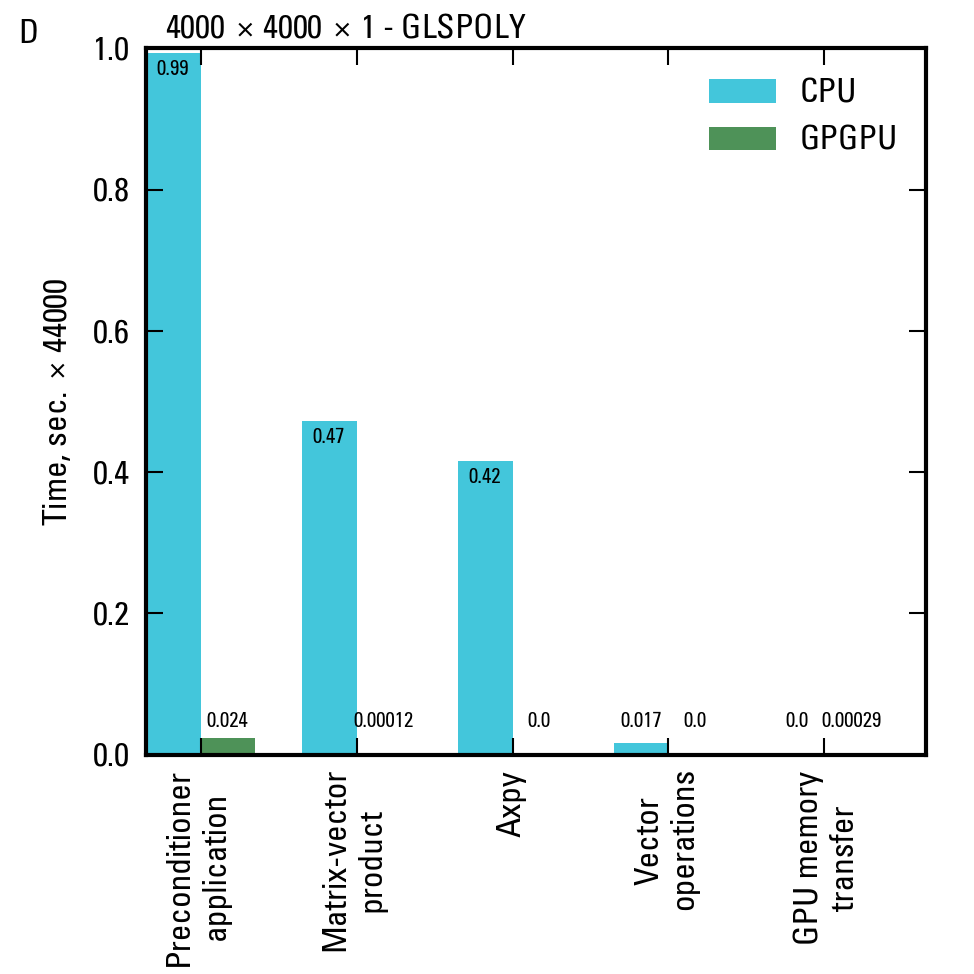 D
4000 × 4000 × 1 - GLSPOLY
CPU
GPGPU
Time, sec. × 44000
1.0
0.8
0.6
0.4
0.2
0.0
0.99
0.024
0.47
0.00012
0.42
0.0
0.017
0.0
0.0
0.00029
Preconditioner
application
Matrix-vector
product
Axpy
Vector
operations
GPU memory
transfer